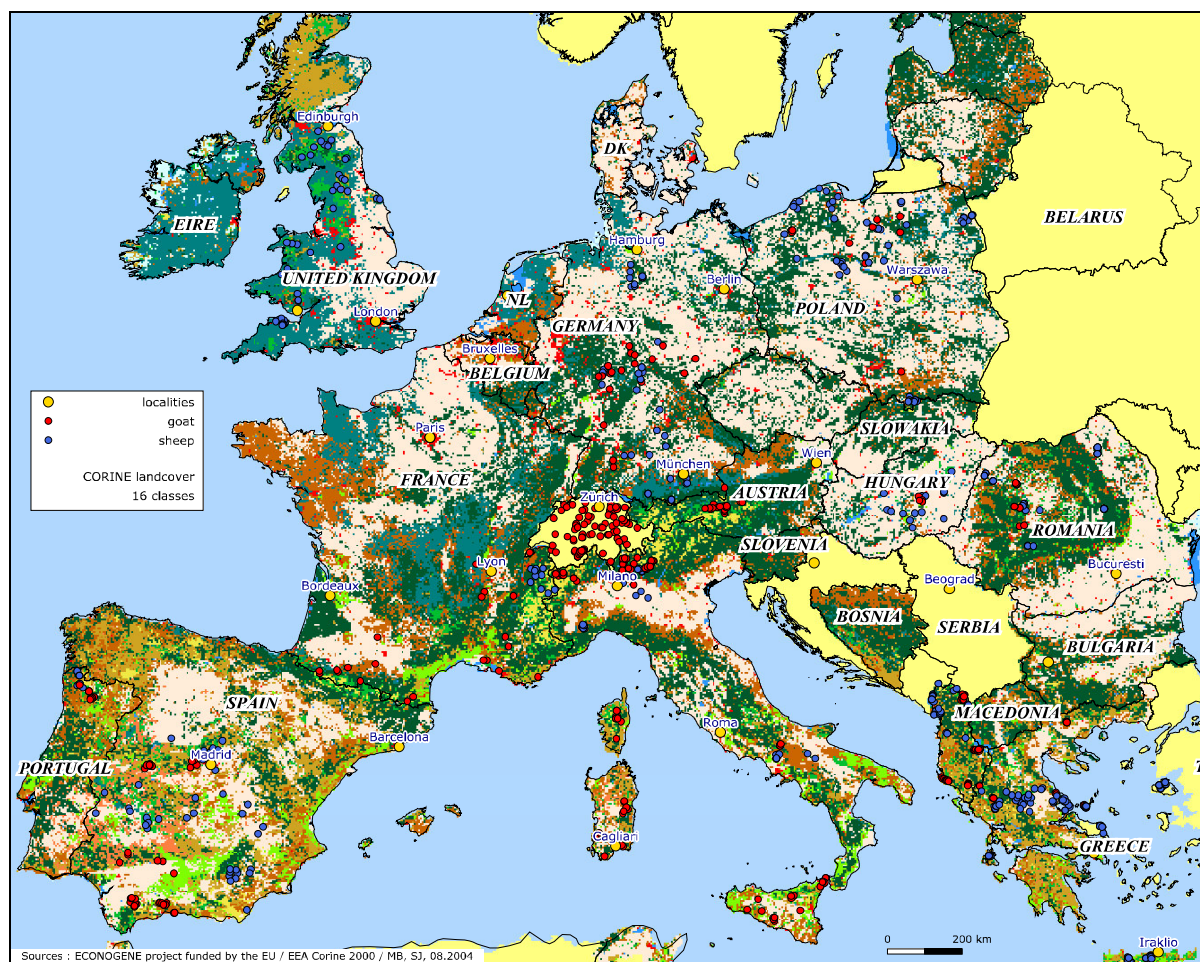 Edinburgh
DK
EIRE
BELARUS
Hamburg
UNITED KINGDOM
Warszawa
Berlin
NL
London
GERMANY
POLAND
Bruxelles
BELGIUM
localities
goat
sheep
CORINE landcover
16 classes
Paris
SLOWAKIA
Wien
München
FRANCE
HUNGARY
AUSTRIA
Zürich
ROMANIA
SLOVENIA
Lyon
Bucuresti
Milano
Beograd
Bordeaux
BOSNIA
SERBIA
BULGARIA
SPAIN
MACEDONIA
Roma
Barcelona
Madrid
PORTUGAL
T
Cagliari
GREECE
0 200 km
Iraklio
Sources : ECONOGENE project funded by the EU / EEA Corine 2000 / MB, SJ, 08.2004